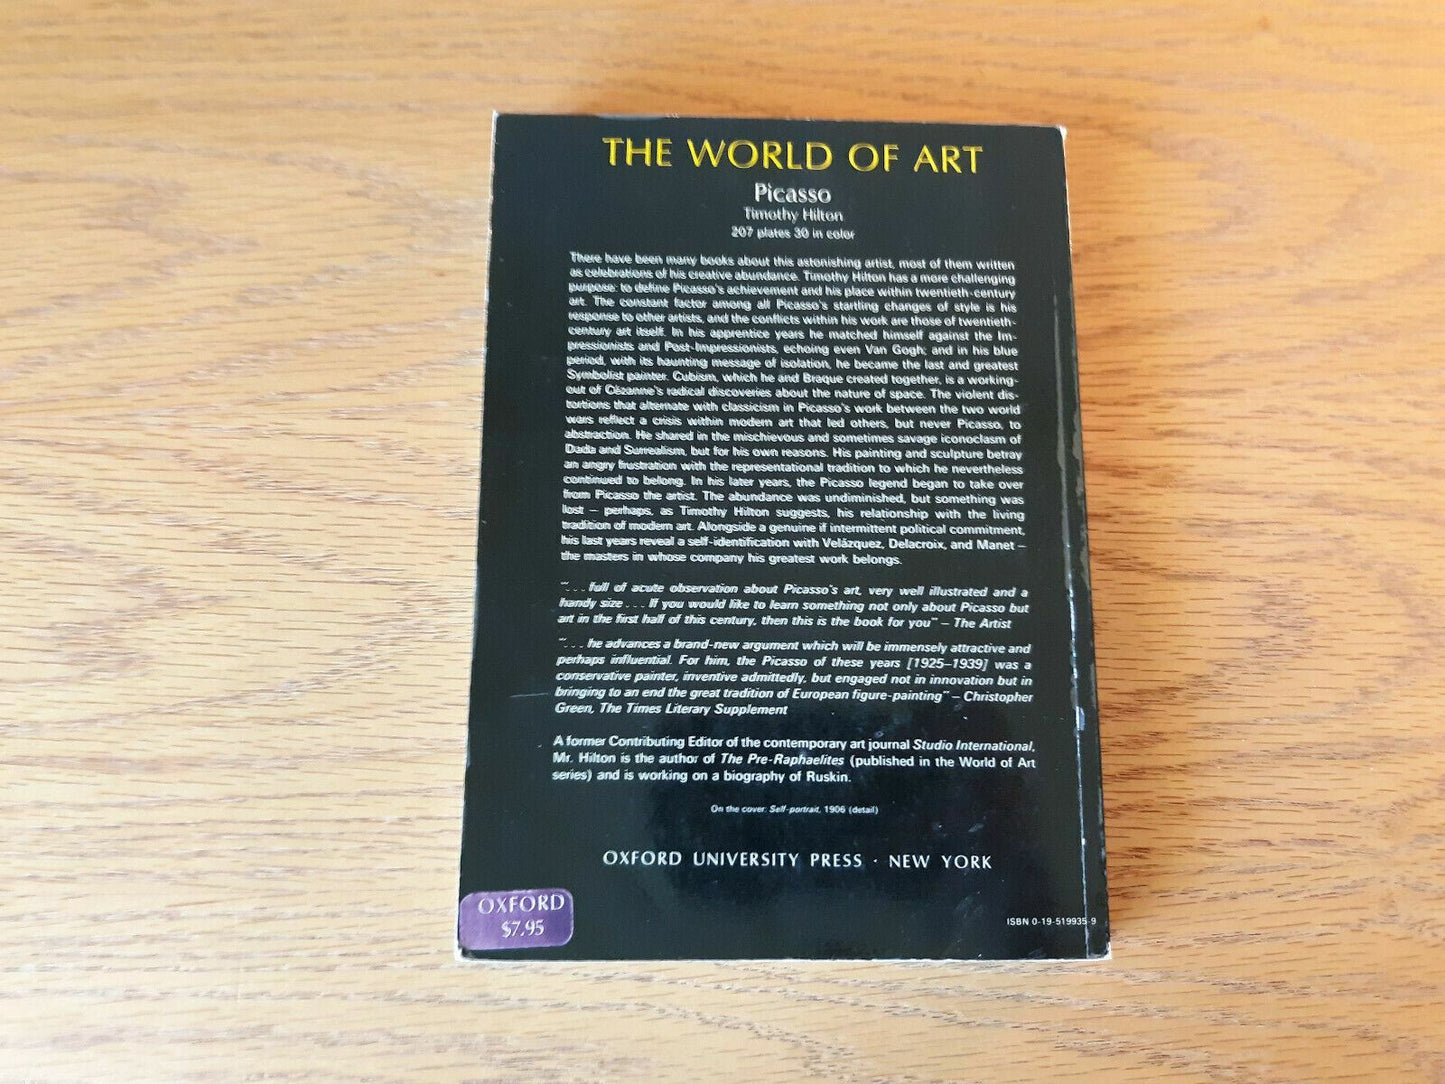 THE WORLD OF ART
Picasso
Timothy Hilton
207 plates 30 in color
There have been many books about this astonishing artist, most of them written
as celebrations of his creative abundance. Timothy Hilton has a more challenging
purpose: to define Picasso's achievement and his place within twentieth-century
art. The constant factor among all Picasso's startling changes of style is his
response to other artists, and the conflicts within his work are those of twentieth-
century art itself. In his apprentice years he matched himself against the Im-
pressionists and Post-Impressionists, echoing even Van Gogh; and in his blue
period, with its haunting message of isolation, he became the last and greatest
Symbolist painter. Cubism, which he and Braque created together, is a working-
out of Cézanne's radical discoveries about the nature of space. The violent dis-
tortions that alternate with classicism in Picasso's work between the two world
wars reflect a crisis within modern art that led others, but never Picasso, to
abstraction. He shared in the mischievous and sometimes savage iconoclasm of
Dada and Surrealism, but for his own reasons. His painting and sculpture betray
an angry frustration with the representational tradition to which he nevertheless
continued to belong. In his later years, the Picasso legend began to take over
from Picasso the artist. The abundance was undiminished, but something was
lost – perhaps, as Timothy Hilton suggests, his relationship with the living
tradition of modern art. Alongside a genuine if intermittent political commitment,
his last years reveal a self-identification with Velázquez, Delacroix, and Manet –
the masters in whose company his greatest work belongs.
"... full of acute observation about Picasso's art, very well illustrated and a
handy size ... If you would like to learn something not only about Picasso but
art in the first half of this century, then this is the book for you" – The Artist
"... he advances a brand-new argument which will be immensely attractive and
perhaps influential. For him, the Picasso of these years [1925–1939] was a
conservative painter, inventive admittedly, but engaged not in innovation but in
bringing to an end the great tradition of European figure-painting" – Christopher
Green, The Times Literary Supplement
A former Contributing Editor of the contemporary art journal Studio International,
Mr. Hilton is the author of The Pre-Raphaelites (published in the World of Art
series) and is working on a biography of Ruskin.
On the cover: Self-portrait, 1906 (detail)
OXFORD UNIVERSITY PRESS · NEW YORK
OXFORD
$7.95
ISBN 0-19-519935-9